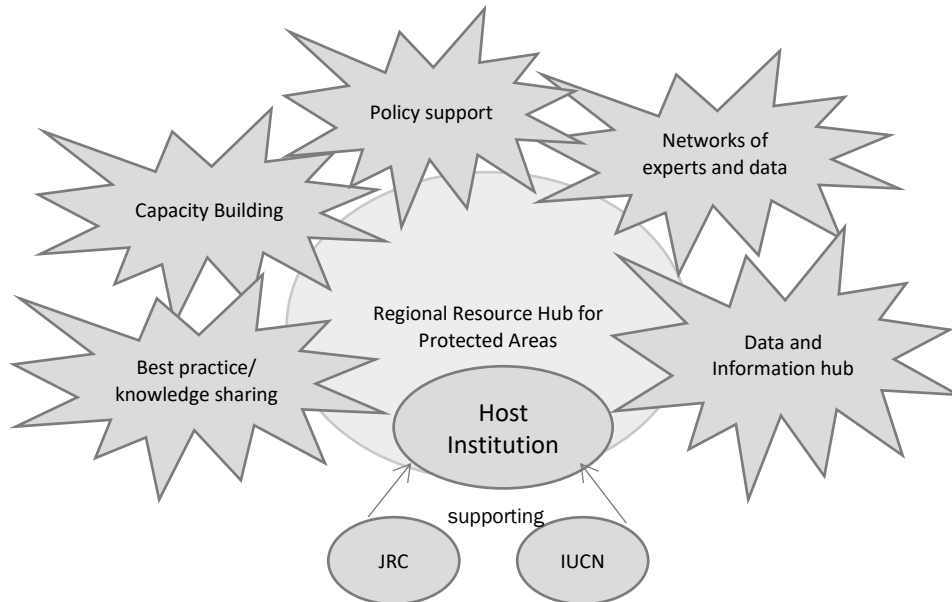 Policy support
Networks of
experts and data
Capacity Building
Regional Resource Hub for
Protected Areas
Data and
Information hub
Best practice/
knowledge sharing
Host
Institution
supporting
JRC
IUCN